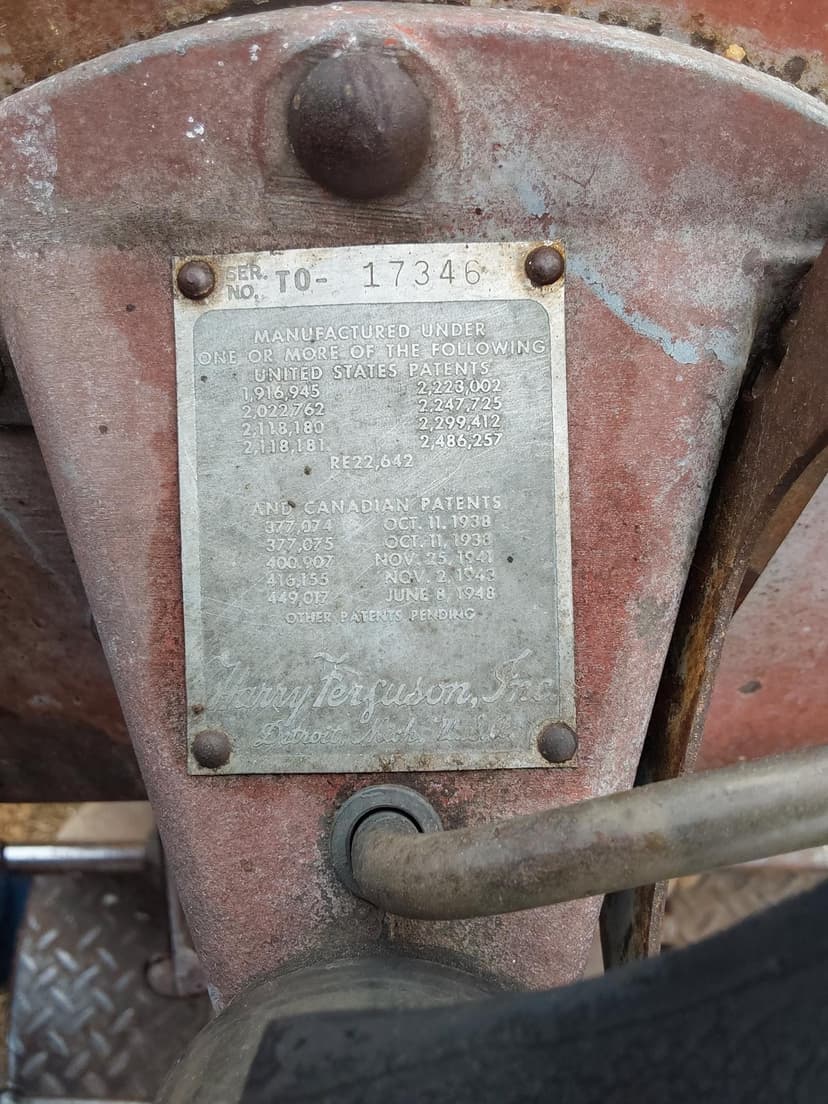 SER. NO. TO- 17346
MANUFACTURED UNDER
ONE OR MORE OF THE FOLLOWING
UNITED STATES PATENTS
1,916,945 2,223,002
2,022,762 2,247,725
2,118,180 2,299,412
2,118,181 2,486,257
RE22,642
AND CANADIAN PATENTS
377,074 OCT. 11, 1938
377,075 OCT. 11, 1938
400,907 NOV. 25, 1941
416,155 NOV. 2, 1943
449,017 JUNE 8, 1948
OTHER PATENTS PENDING
Harry Ferguson, Inc.
Detroit, Mich. U.S.A.